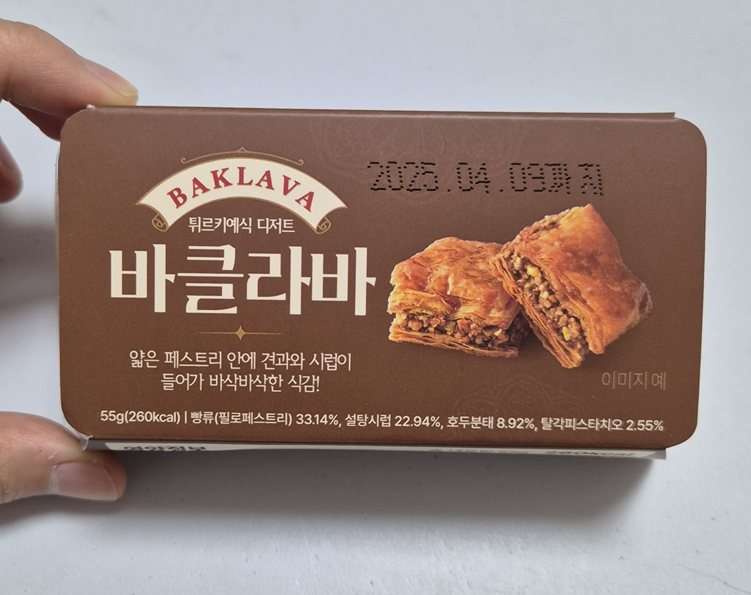 BAKLAVA
2025.04.09까지
튀르키예식 디저트
바클라바
얇은 페스트리 안에 견과와 시럽이
들어가 바삭바삭한 식감!
이미지 예
55g(260kcal) | 빵류(필로페스트리) 33.14%, 설탕시럽 22.94%, 호두분태 8.92%, 탈각피스타치오 2.55%
260kcal